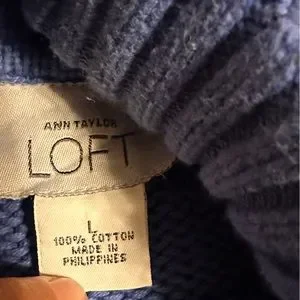 ANN TAYLOR
LOFT
L
100% COTTON
MADE IN
PHILIPPINES